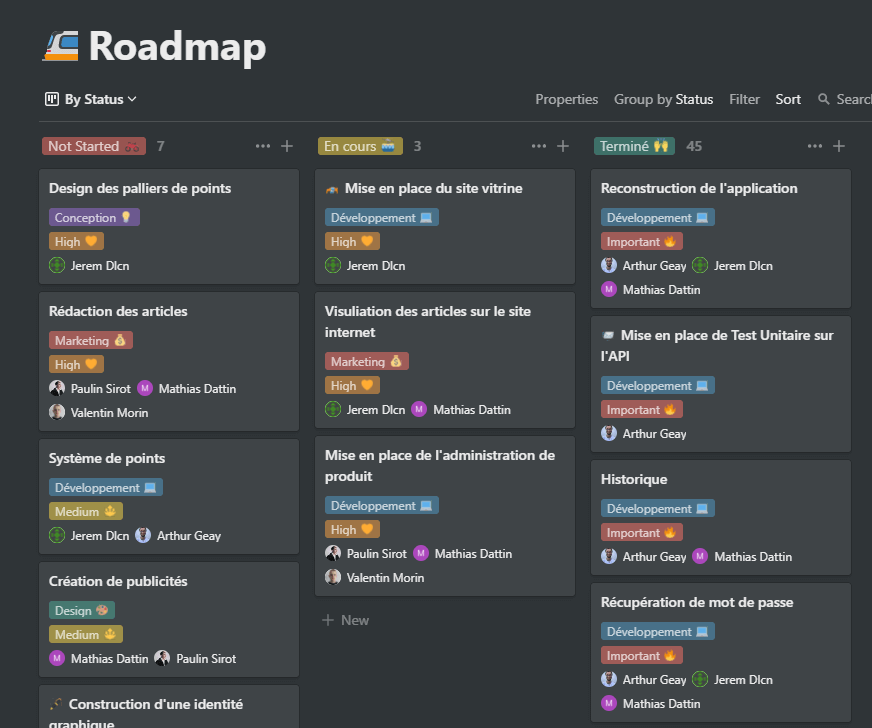 Roadmap
By Status
Properties Group by Status Filter Sort Search
Not Started 7
Design des palliers de points
Conception
High
Jerem Dlcn
Rédaction des articles
Marketing
High
Paulin Sirot M Mathias Dattin
Valentin Morin
Système de points
Développement
Medium
Jerem Dlcn Arthur Geay
Création de publicités
Design
Medium
M Mathias Dattin Paulin Sirot
Construction d'une identité
graphique
En cours 3
Mise en place du site vitrine
Développement
High
Jerem Dlcn
Visuliation des articles sur le site
internet
Marketing
High
Jerem Dlcn M Mathias Dattin
Mise en place de l'administration de
produit
Développement
High
Paulin Sirot M Mathias Dattin
Valentin Morin
+ New
Terminé 45
Reconstruction de l'application
Développement
Important
Arthur Geay Jerem Dlcn
M Mathias Dattin
Mise en place de Test Unitaire sur
l'API
Développement
Important
Arthur Geay
Historique
Développement
Important
Arthur Geay M Mathias Dattin
Récupération de mot de passe
Développement
Important
Arthur Geay Jerem Dlcn
M Mathias Dattin